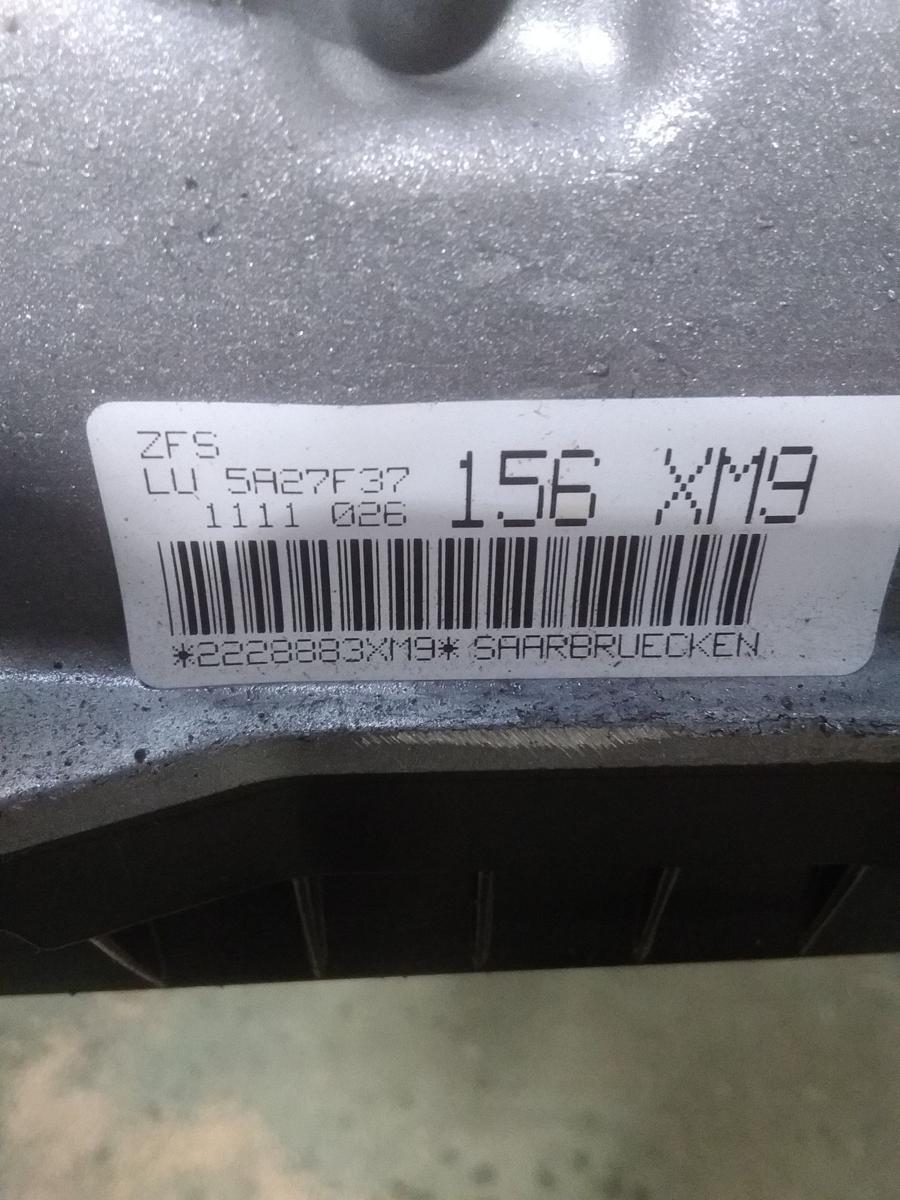 ZFS
LU 5A27F37
1111 026
156 XM9
*2228883XM9* SAARBRUECKEN